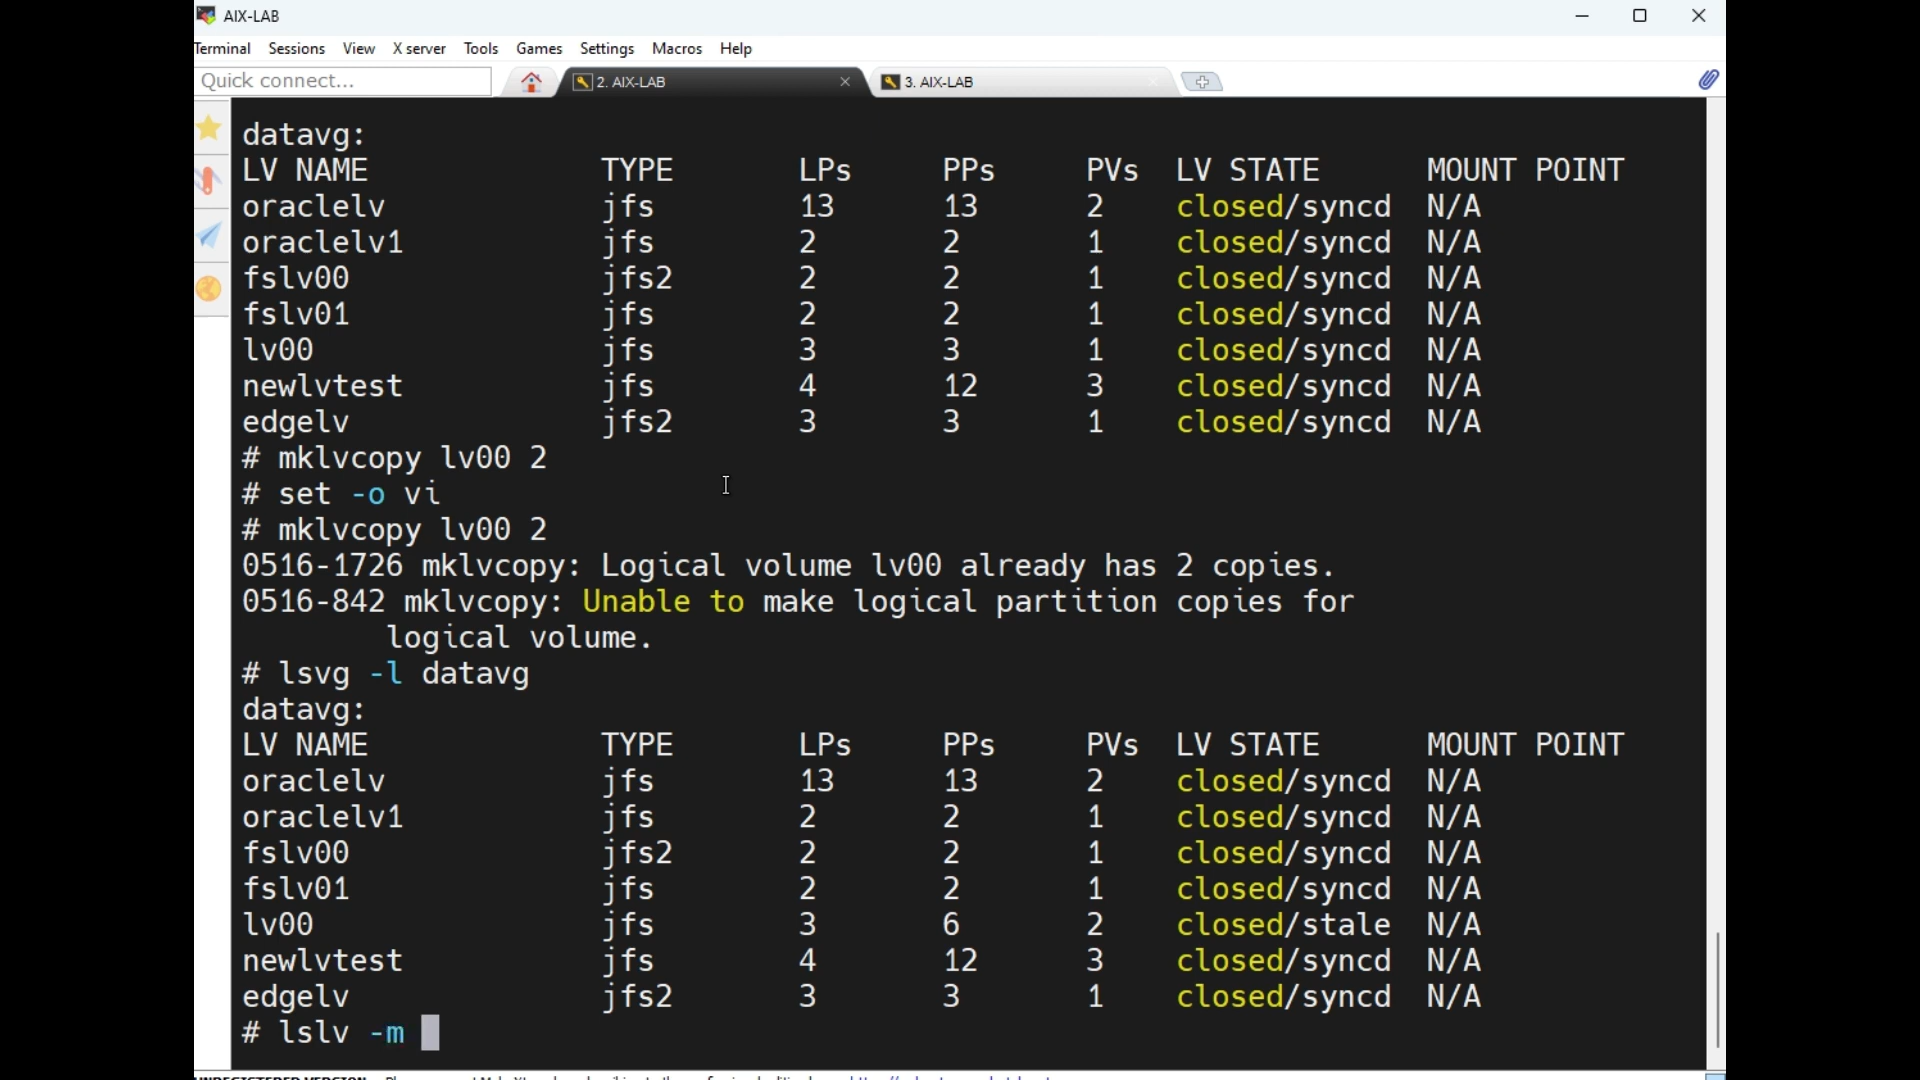 AIX-LAB
Terminal Sessions View X server Tools Games Settings Macros Help
Quick connect... 2. AIX-LAB 3. AIX-LAB
datavg:
LV NAME TYPE LPs PPs PVs LV STATE MOUNT POINT
oraclelv jfs 13 13 2 closed/syncd N/A
oraclelv1 jfs 2 2 1 closed/syncd N/A
fslv00 jfs2 2 2 1 closed/syncd N/A
fslv01 jfs 2 2 1 closed/syncd N/A
lv00 jfs 3 3 1 closed/syncd N/A
newlvtest jfs 4 12 3 closed/syncd N/A
edgelv jfs2 3 3 1 closed/syncd N/A
# mklvcopy lv00 2
# set -o vi
# mklvcopy lv00 2
0516-1726 mklvcopy: Logical volume lv00 already has 2 copies.
0516-842 mklvcopy: Unable to make logical partition copies for
logical volume.
# lsvg -l datavg
datavg:
LV NAME TYPE LPs PPs PVs LV STATE MOUNT POINT
oraclelv jfs 13 13 2 closed/syncd N/A
oraclelv1 jfs 2 2 1 closed/syncd N/A
fslv00 jfs2 2 2 1 closed/syncd N/A
fslv01 jfs 2 2 1 closed/syncd N/A
lv00 jfs 3 6 2 closed/stale N/A
newlvtest jfs 4 12 3 closed/syncd N/A
edgelv jfs2 3 3 1 closed/syncd N/A
# lslv -m